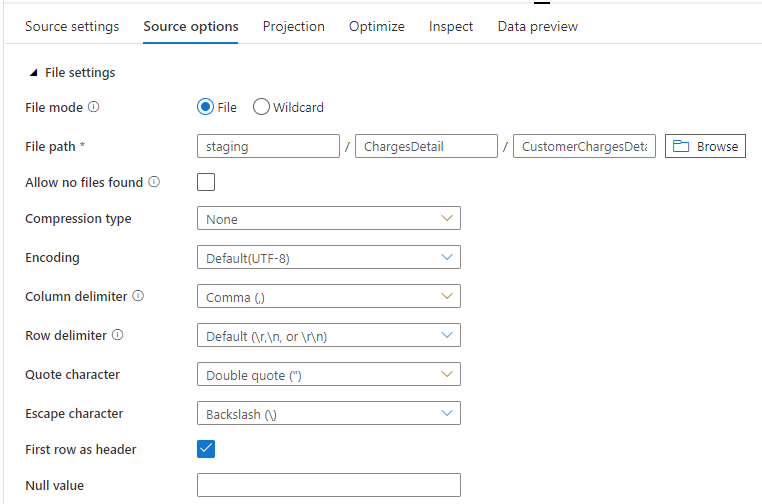 Source settings Source options Projection Optimize Inspect Data preview
File settings
File mode File Wildcard
File path * staging / ChargesDetail / CustomerChargesDeta Browse
Allow no files found
Compression type None
Encoding Default(UTF-8)
Column delimiter Comma (,)
Row delimiter Default (\r,\n, or \r\n)
Quote character Double quote (")
Escape character Backslash (\)
First row as header
Null value